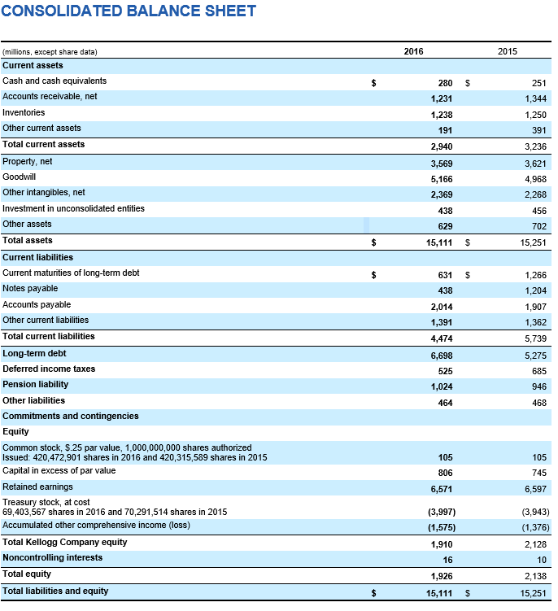 CONSOLIDATED BALANCE SHEET
(millions, except share data) 2016 2015
Current assets
Cash and cash equivalents $ 280 $ 251
Accounts receivable, net 1,231 1,344
Inventories 1,238 1,250
Other current assets 191 391
Total current assets 2,940 3,236
Property, net 3,569 3,621
Goodwill 5,166 4,968
Other intangibles, net 2,369 2,268
Investment in unconsolidated entities 438 456
Other assets 629 702
Total assets $ 15,111 $ 15,251
Current liabilities
Current maturities of long-term debt $ 631 $ 1,266
Notes payable 438 1,204
Accounts payable 2,014 1,907
Other current liabilities 1,391 1,362
Total current liabilities 4,474 5,739
Long-term debt 6,698 5,275
Deferred income taxes 525 685
Pension liability 1,024 946
Other liabilities 464 468
Commitments and contingencies
Equity
Common stock, $.25 par value, 1,000,000,000 shares authorized
Issued: 420,472,901 shares in 2016 and 420,315,589 shares in 2015 105 105
Capital in excess of par value 806 745
Retained earnings 6,571 6,597
Treasury stock, at cost
69,403,567 shares in 2016 and 70,291,514 shares in 2015 (3,997) (3,943)
Accumulated other comprehensive income (loss) (1,575) (1,376)
Total Kellogg Company equity 1,910 2,128
Noncontrolling interests 16 10
Total equity 1,926 2,138
Total liabilities and equity $ 15,111 $ 15,251